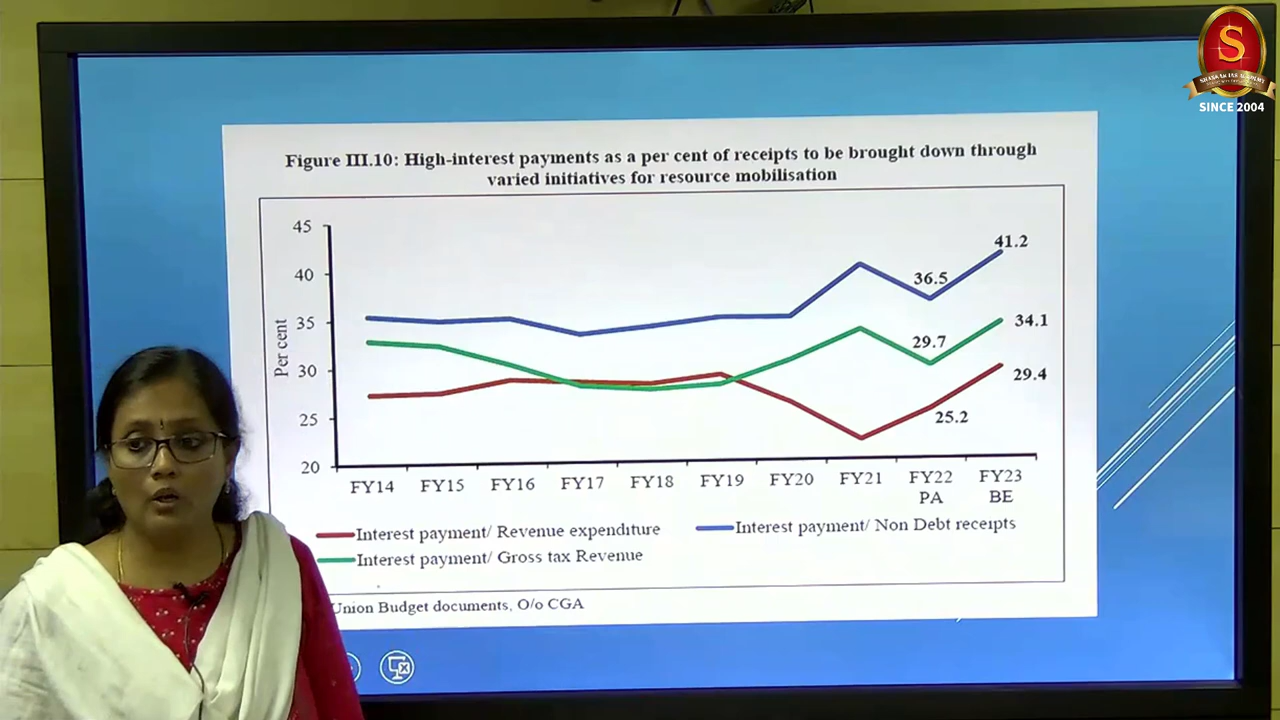 S
SHANKAR IAS ACADEMY
SINCE 2004
Figure III.10: High-interest payments as a per cent of receipts to be brought down through
varied initiatives for resource mobilisation
45
40
35
30
25
20
Per cent
41.2
36.5
34.1
29.7
29.4
25.2
FY14 FY15 FY16 FY17 FY18 FY19 FY20 FY21 FY22 FY23
PA BE
Interest payment/ Revenue expenditure Interest payment/ Non Debt receipts
Interest payment/ Gross tax Revenue
Union Budget documents, O/o CGA